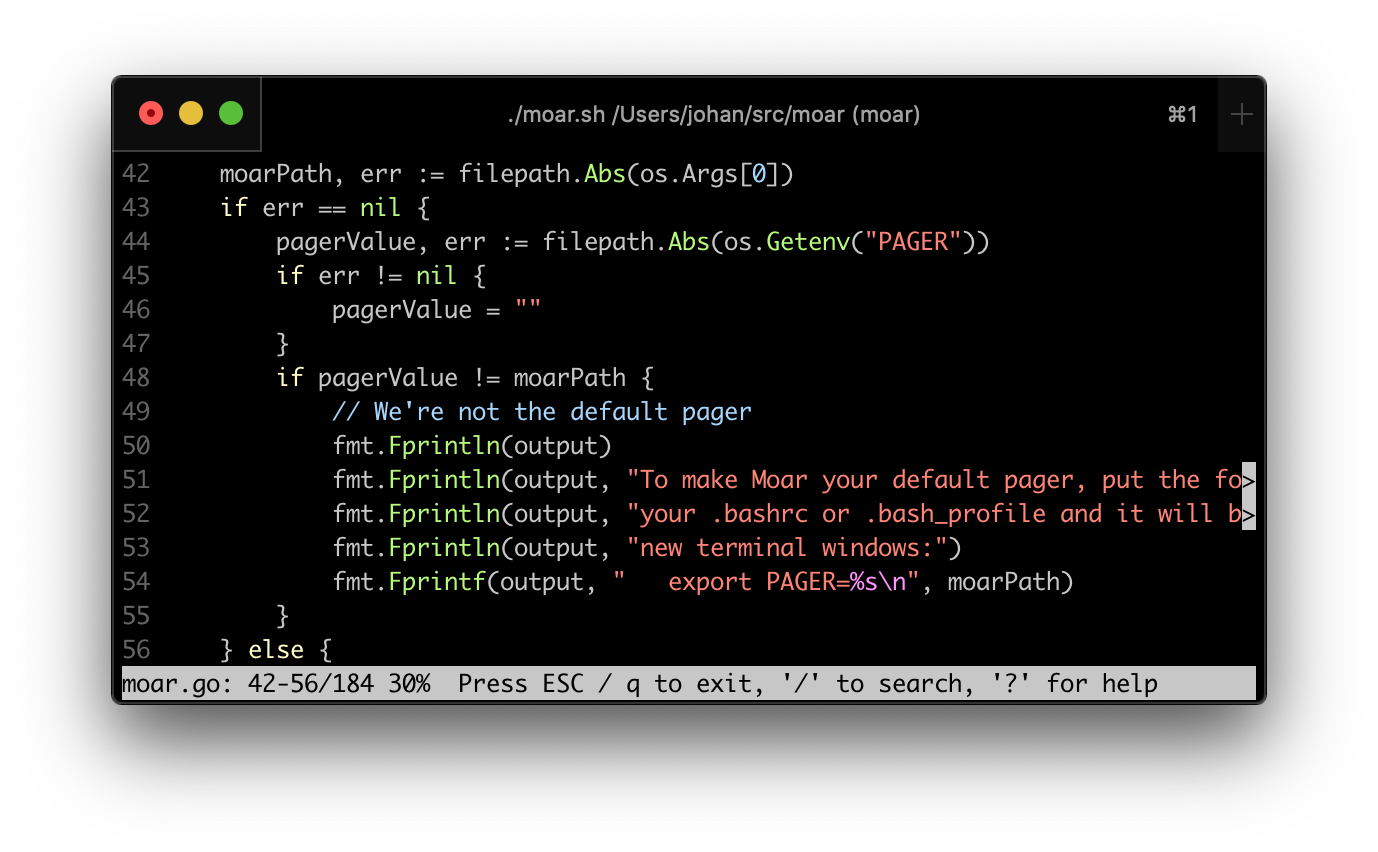 ./moar.sh /Users/johan/src/moar (moar) ⌘1 +
42     moarPath, err := filepath.Abs(os.Args[0])
43     if err == nil {
44         pagerValue, err := filepath.Abs(os.Getenv("PAGER"))
45         if err != nil {
46             pagerValue = ""
47         }
48         if pagerValue != moarPath {
49             // We're not the default pager
50             fmt.Fprintln(output)
51             fmt.Fprintln(output, "To make Moar your default pager, put the fo>
52             fmt.Fprintln(output, "your .bashrc or .bash_profile and it will b>
53             fmt.Fprintln(output, "new terminal windows:")
54             fmt.Fprintf(output, "   export PAGER=%s\n", moarPath)
55         }
56     } else {
moar.go: 42-56/184 30%  Press ESC / q to exit, '/' to search, '?' for help